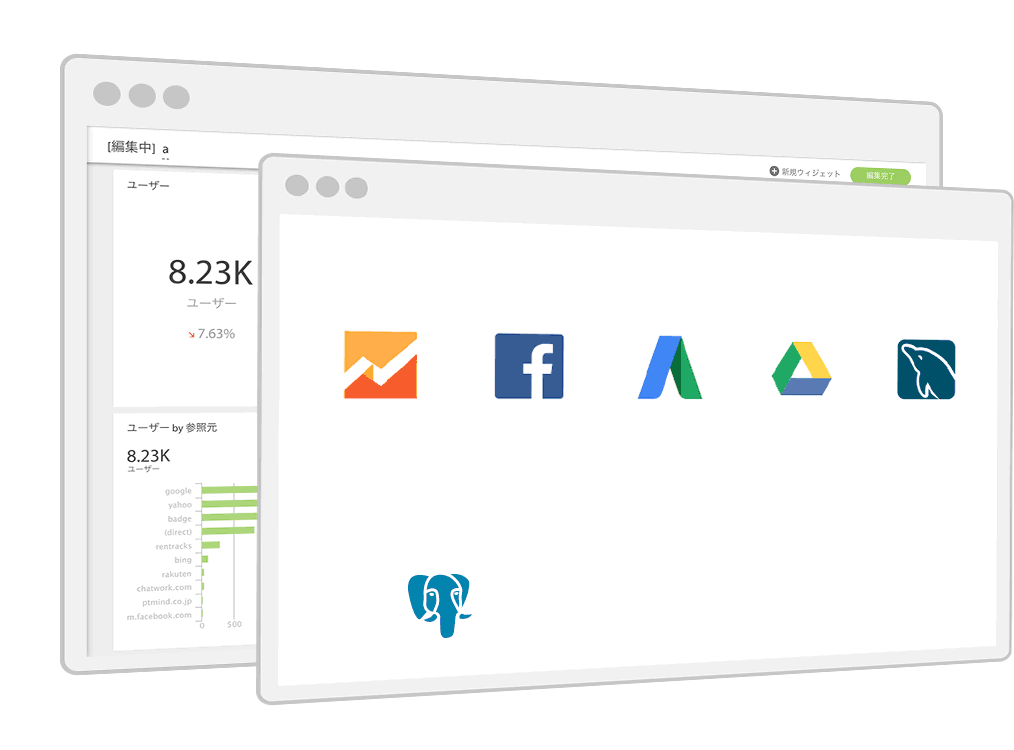 [編集中] a
新規ウィジェット
編集完了
ユーザー
8.23K
ユーザー
7.63%
ユーザー by 参照元
8.23K
ユーザー
google
yahoo
badge
(direct)
rentracks
bing
rakuten
chatwork.com
ptmind.co.jp
m.facebook.com
0 500